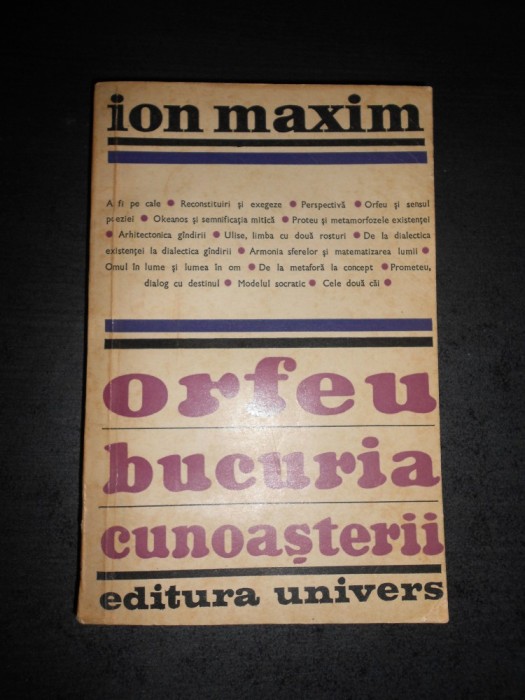 ion maxim
A fi pe cale • Reconstituiri și exegeze • Perspectivă • Orfeu și sensul
poeziei • Okeanos și semnificația mitică • Proteu și metamorfozele existenței
• Arhitectonica gîndirii • Ulise, limba cu două rosturi • De la dialectica
existenței la dialectica gîndirii • Armonia sferelor și matematizarea lumii •
Omul în lume și lumea în om • De la metaforă la concept • Prometeu,
dialog cu destinul • Modelul socratic • Cele două căi •
orfeu
bucuria
cunoașterii
editura univers